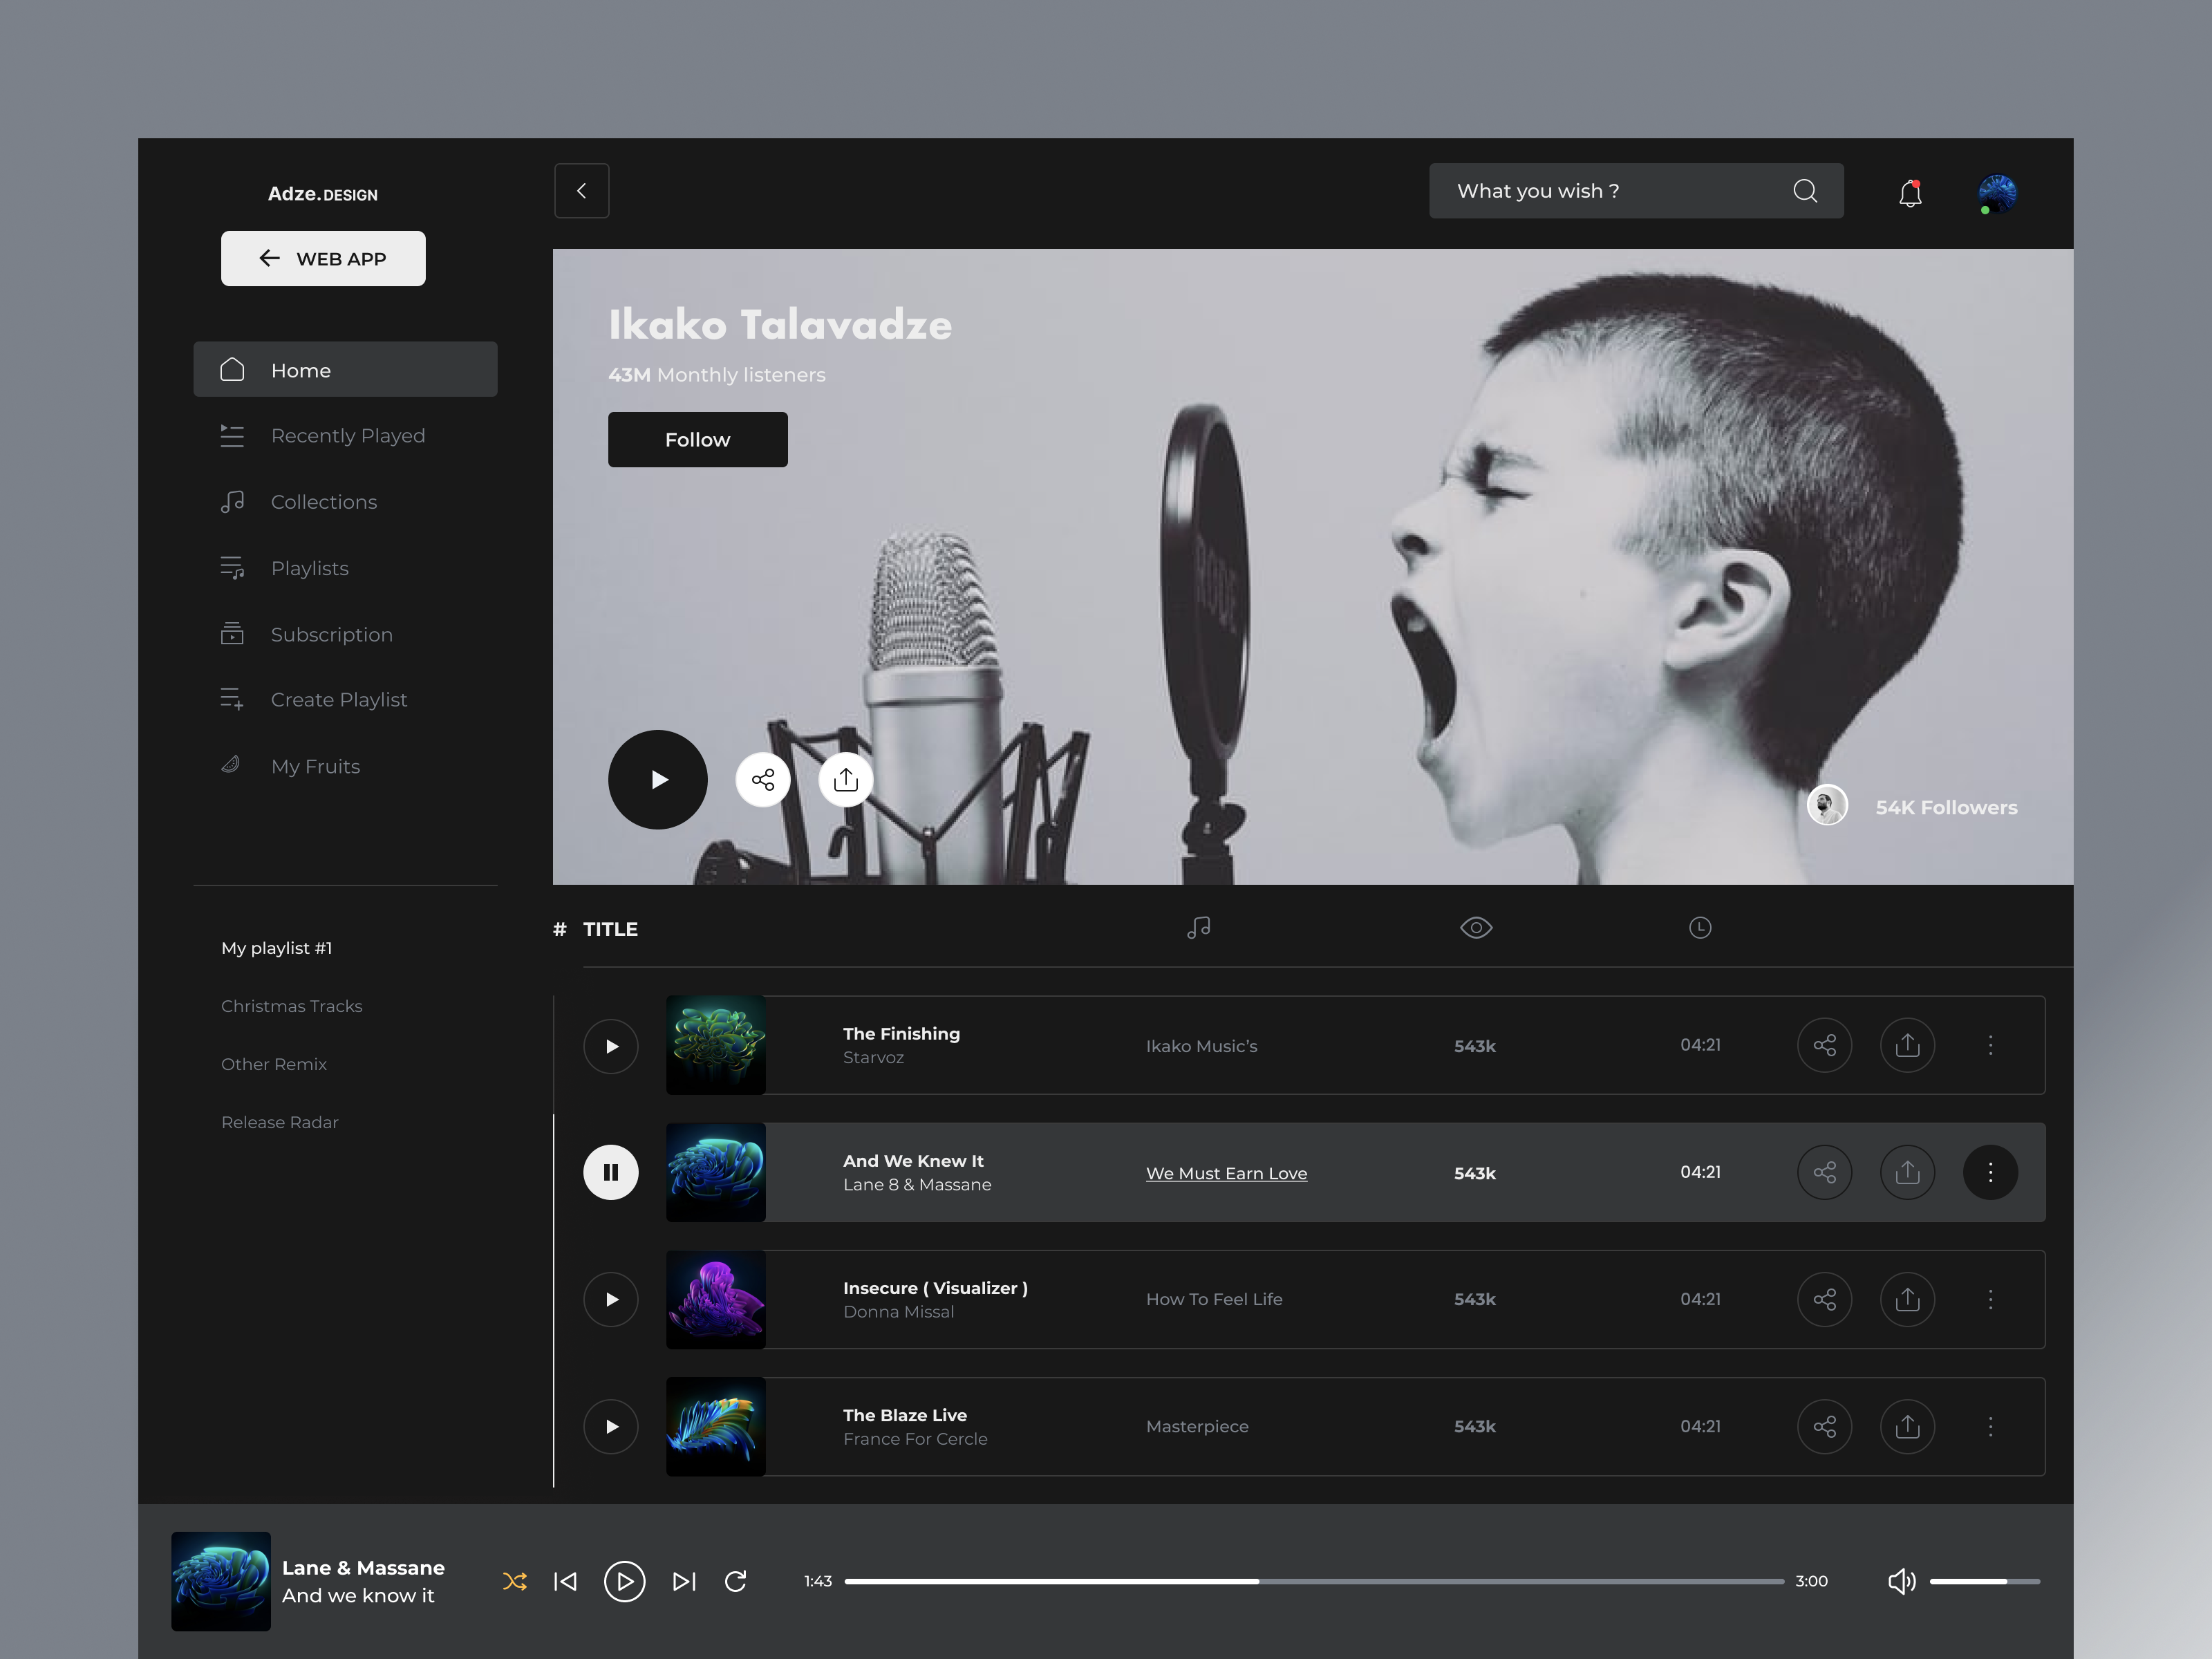 Adze.DESIGN
WEB APP
What you wish ?
Home
Recently Played
Collections
Playlists
Subscription
Create Playlist
My Fruits
My playlist #1
Christmas Tracks
Other Remix
Release Radar
Ikako Talavadze
43M Monthly listeners
Follow
RODE
54K Followers
# TITLE
The Finishing
Starvoz
Ikako Music's
543k
04:21
And We Knew It
Lane 8 & Massane
We Must Earn Love
543k
04:21
Insecure ( Visualizer )
Donna Missal
How To Feel Life
543k
04:21
The Blaze Live
France For Cercle
Masterpiece
543k
04:21
Lane & Massane
And we know it
1:43
3:00